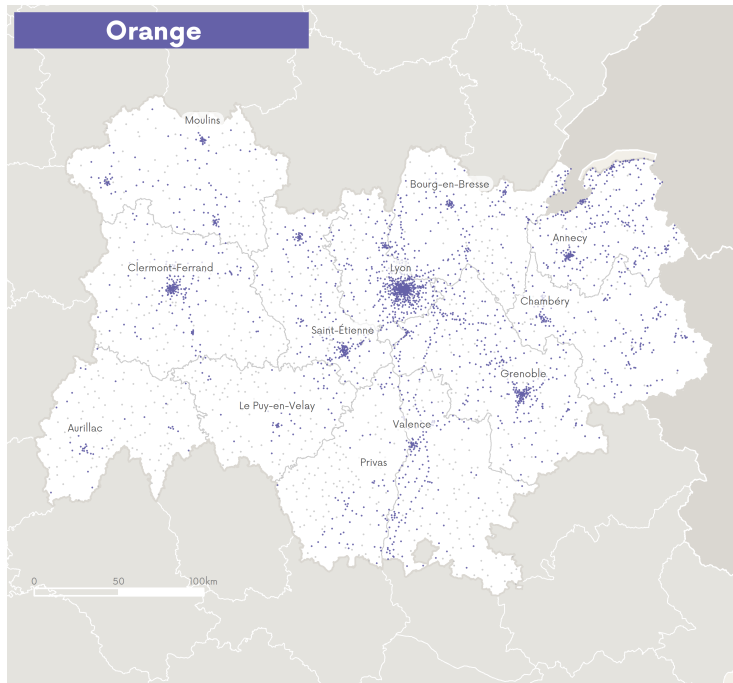 Orange
Moulins
Bourg-en-Bresse
Annecy
Clermont-Ferrand
Lyon
Chambéry
Saint-Étienne
Grenoble
Le Puy-en-Velay
Aurillac
Valence
Privas
0 50 100km